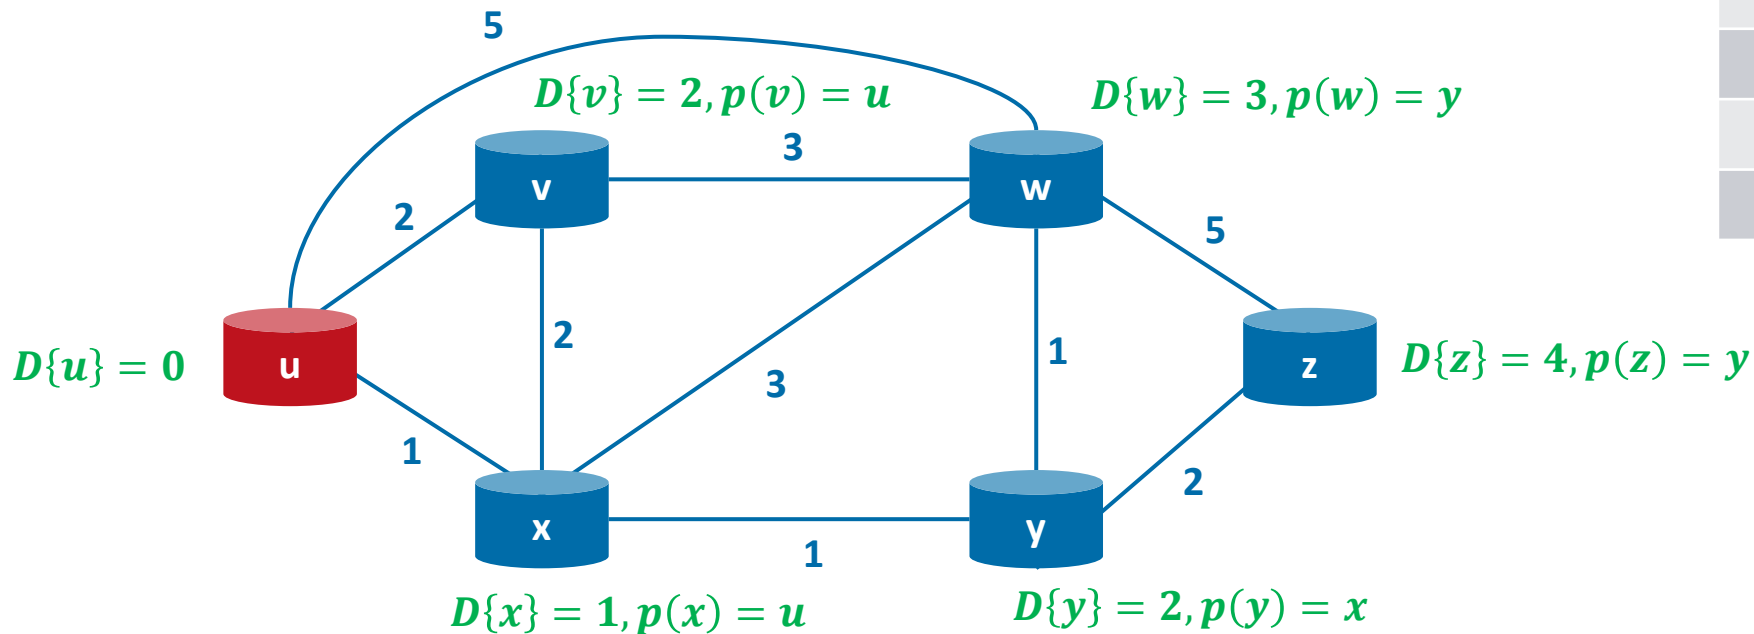 5
D{v} = 2, p(v) = u
D{w} = 3, p(w) = y
3
v
w
2
5
2
1
D{u} = 0
u
3
z
D{z} = 4, p(z) = y
1
2
x
y
1
D{x} = 1, p(x) = u
D{y} = 2, p(y) = x